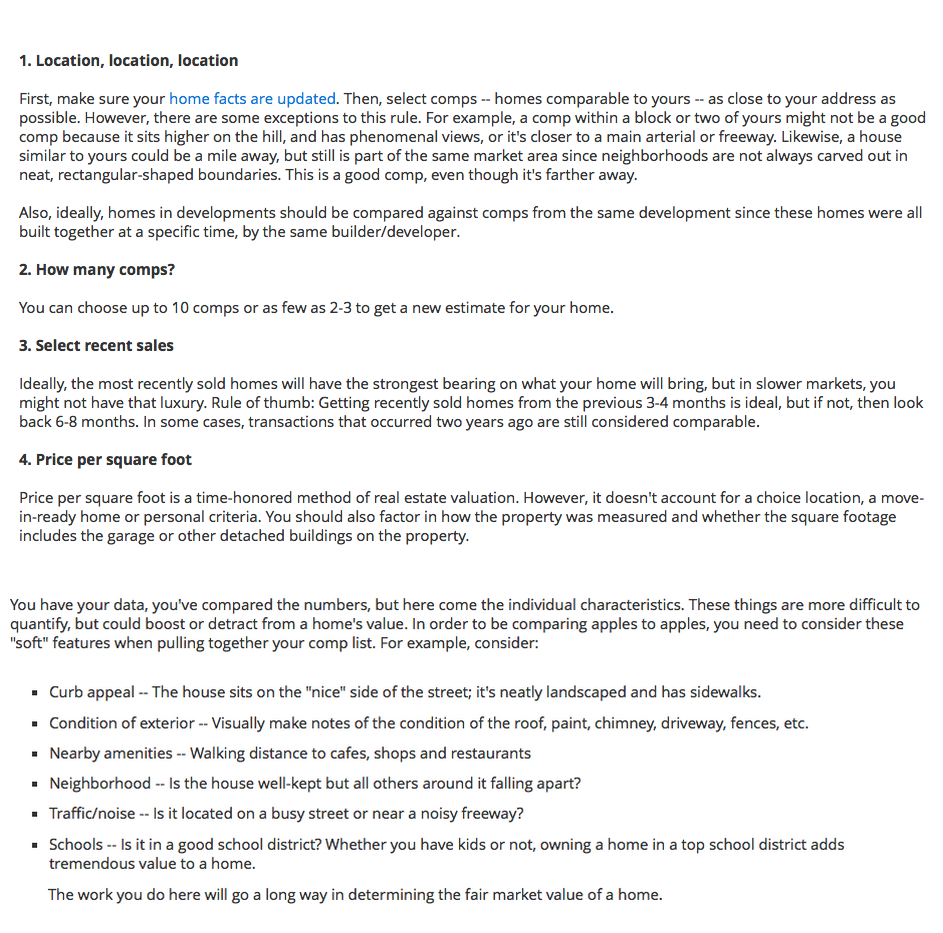 1. Location, location, location
First, make sure your home facts are updated. Then, select comps -- homes comparable to yours -- as close to your address as
possible. However, there are some exceptions to this rule. For example, a comp within a block or two of yours might not be a good
comp because it sits higher on the hill, and has phenomenal views, or it's closer to a main arterial or freeway. Likewise, a house
similar to yours could be a mile away, but still is part of the same market area since neighborhoods are not always carved out in
neat, rectangular-shaped boundaries. This is a good comp, even though it's farther away.
Also, ideally, homes in developments should be compared against comps from the same development since these homes were all
built together at a specific time, by the same builder/developer.
2. How many comps?
You can choose up to 10 comps or as few as 2-3 to get a new estimate for your home.
3. Select recent sales
Ideally, the most recently sold homes will have the strongest bearing on what your home will bring, but in slower markets, you
might not have that luxury. Rule of thumb: Getting recently sold homes from the previous 3-4 months is ideal, but if not, then look
back 6-8 months. In some cases, transactions that occurred two years ago are still considered comparable.
4. Price per square foot
Price per square foot is a time-honored method of real estate valuation. However, it doesn't account for a choice location, a move-
in-ready home or personal criteria. You should also factor in how the property was measured and whether the square footage
includes the garage or other detached buildings on the property.
You have your data, you've compared the numbers, but here come the individual characteristics. These things are more difficult to
quantify, but could boost or detract from a home's value. In order to be comparing apples to apples, you need to consider these
"soft" features when pulling together your comp list. For example, consider:
▪ Curb appeal -- The house sits on the "nice" side of the street; it's neatly landscaped and has sidewalks.
▪ Condition of exterior -- Visually make notes of the condition of the roof, paint, chimney, driveway, fences, etc.
▪ Nearby amenities -- Walking distance to cafes, shops and restaurants
▪ Neighborhood -- Is the house well-kept but all others around it falling apart?
▪ Traffic/noise -- Is it located on a busy street or near a noisy freeway?
▪ Schools -- Is it in a good school district? Whether you have kids or not, owning a home in a top school district adds
tremendous value to a home.
The work you do here will go a long way in determining the fair market value of a home.